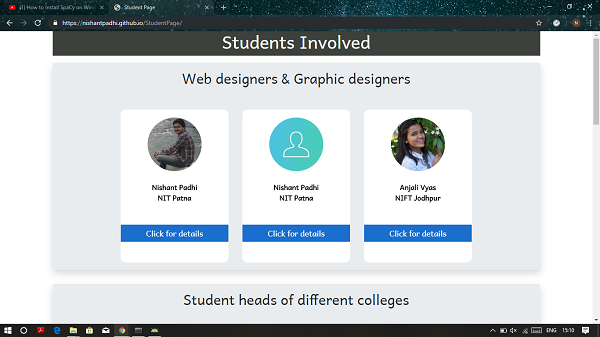 How to Install SpaCy on Win
Student Page
https://nishantpadhi.github.io/StudentPage/
N
Students Involved
Web designers & Graphic designers
Nishant Padhi
NIT Patna
Click for details
Nishant Padhi
NIT Patna
Click for details
Anjali Vyas
NIFT Jodhpur
Click for details
Student heads of different colleges
ENG
15:10